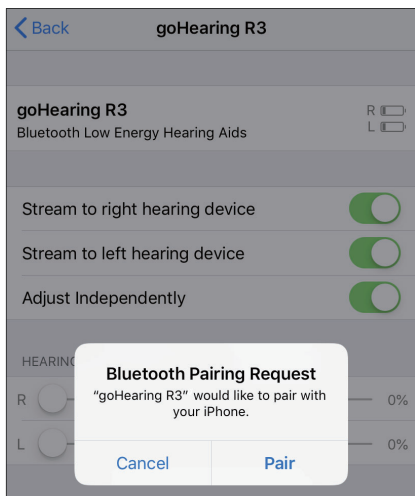 Back
goHearing R3
goHearing R3
R
Bluetooth Low Energy Hearing Aids
L
Stream to right hearing device
Stream to left hearing device
Adjust Independently
HEARING
Bluetooth Pairing Request
“goHearing R3” would like to pair with
your iPhone.
R
0%
L
0%
Cancel
Pair